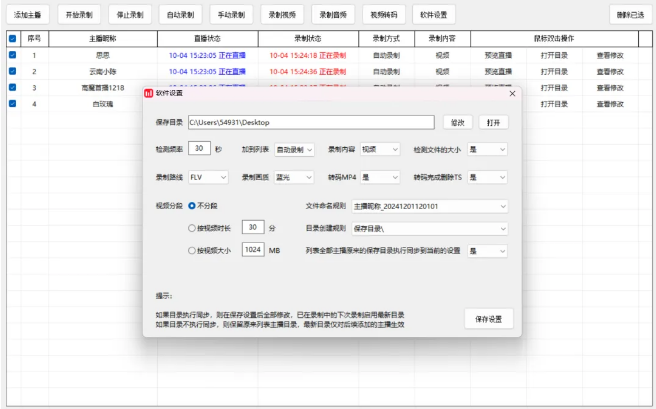 添加主播 开始录制 停止录制 自动录制 手动录制 录制视频 录制音频 视频转码 软件设置 删除已选
序号 主播昵称 直播状态 录制状态 录制方式 录制内容 鼠标双击操作
1 思思 10-04 15:23:05 正在直播 10-04 15:24:18 正在录制 自动录制 视频 预览直播 打开目录 查看修改
2 云南小陈 10-04 15:23:05 正在直播 10-04 15:24:36 正在录制 自动录制 视频 预览直播 打开目录 查看修改
3 高魔直播1218 打开目录 查看修改
4 白玫瑰 打开目录 查看修改
软件设置
保存目录 C:\Users\54931\Desktop 修改 打开
检测频率 30 秒 加到列表 自动录制 录制内容 视频 检测文件的大小 是
录制路线 FLV 录制画质 蓝光 转码MP4 是 转码完成删除TS 是
视频分段 不分段 文件命名规则 主播昵称_20241201120101
按视频时长 30 分 目录创建规则 保存目录\
按视频大小 1024 MB 列表全部主播原来的保存目录执行同步到当前的设置 是
提示:
如果目录执行同步，则在保存设置后全部修改，已在录制中的下次录制启用最新目录
如果目录不执行同步，则保留原来列表主播目录，最新目录仅对后续添加的主播生效
保存设置